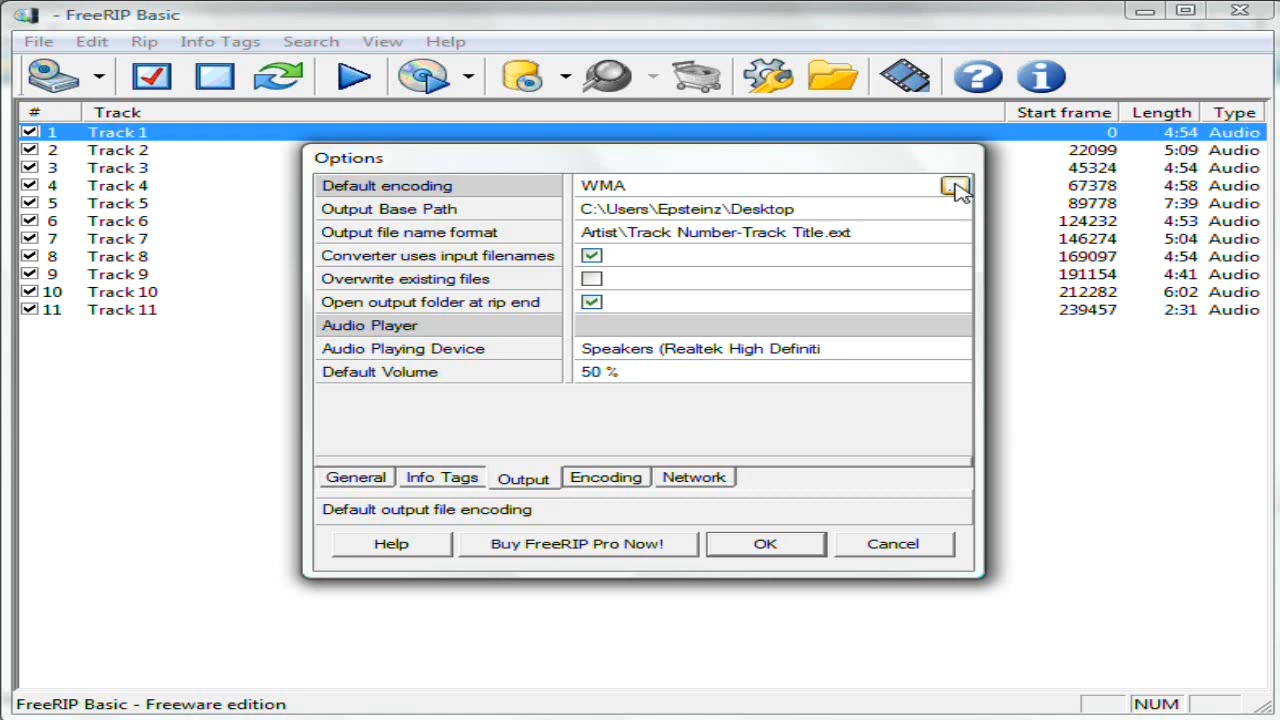 - FreeRIP Basic
File Edit Rip Info Tags Search View Help
# Track Start frame Length Type
1 Track 1 0 4:54 Audio
2 Track 2 22099 5:09 Audio
3 Track 3 45324 4:54 Audio
4 Track 4 67378 4:58 Audio
5 Track 5 89778 7:39 Audio
6 Track 6 124232 4:53 Audio
7 Track 7 146274 5:04 Audio
8 Track 8 169097 4:54 Audio
9 Track 9 191154 4:41 Audio
10 Track 10 212282 6:02 Audio
11 Track 11 239457 2:31 Audio
Options
Default encoding WMA
Output Base Path C:\Users\Epsteinz\Desktop
Output file name format Artist\Track Number-Track Title.ext
Converter uses input filenames
Overwrite existing files
Open output folder at rip end
Audio Player
Audio Playing Device Speakers (Realtek High Definiti
Default Volume 50 %
General Info Tags Output Encoding Network
Default output file encoding
Help Buy FreeRIP Pro Now! OK Cancel
FreeRIP Basic - Freeware edition NUM